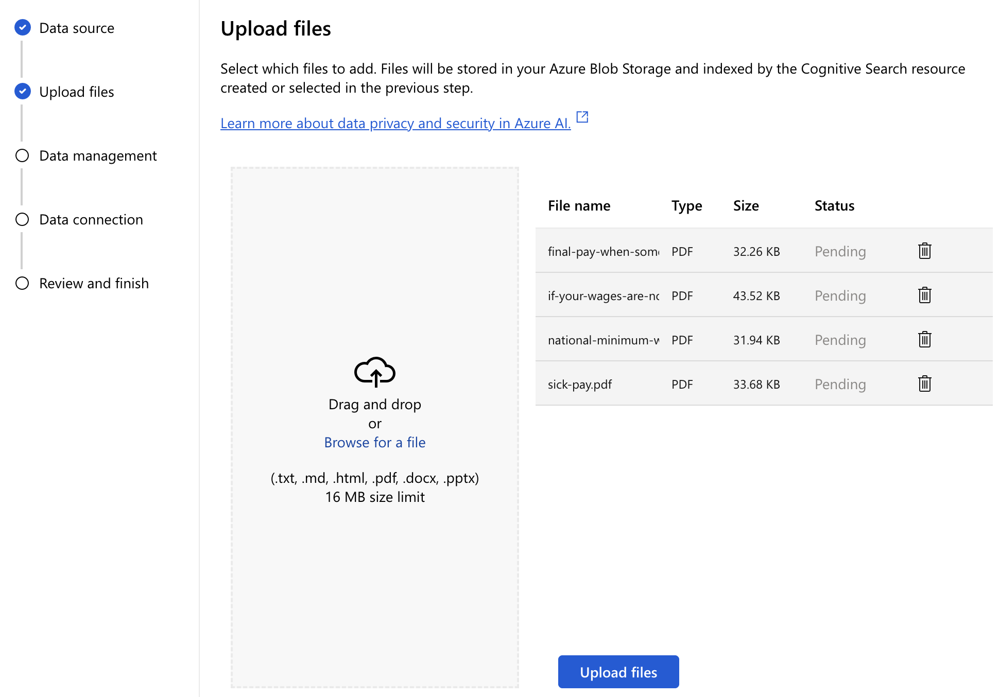 Data source
Upload files
Data management
Data connection
Review and finish
Upload files
Select which files to add. Files will be stored in your Azure Blob Storage and indexed by the Cognitive Search resource
created or selected in the previous step.
Learn more about data privacy and security in Azure AI.
Drag and drop
or
Browse for a file
(.txt, .md, .html, .pdf, .docx, .pptx)
16 MB size limit
File name Type Size Status
final-pay-when-som PDF 32.26 KB Pending
if-your-wages-are-no PDF 43.52 KB Pending
national-minimum-w PDF 31.94 KB Pending
sick-pay.pdf PDF 33.68 KB Pending
Upload files